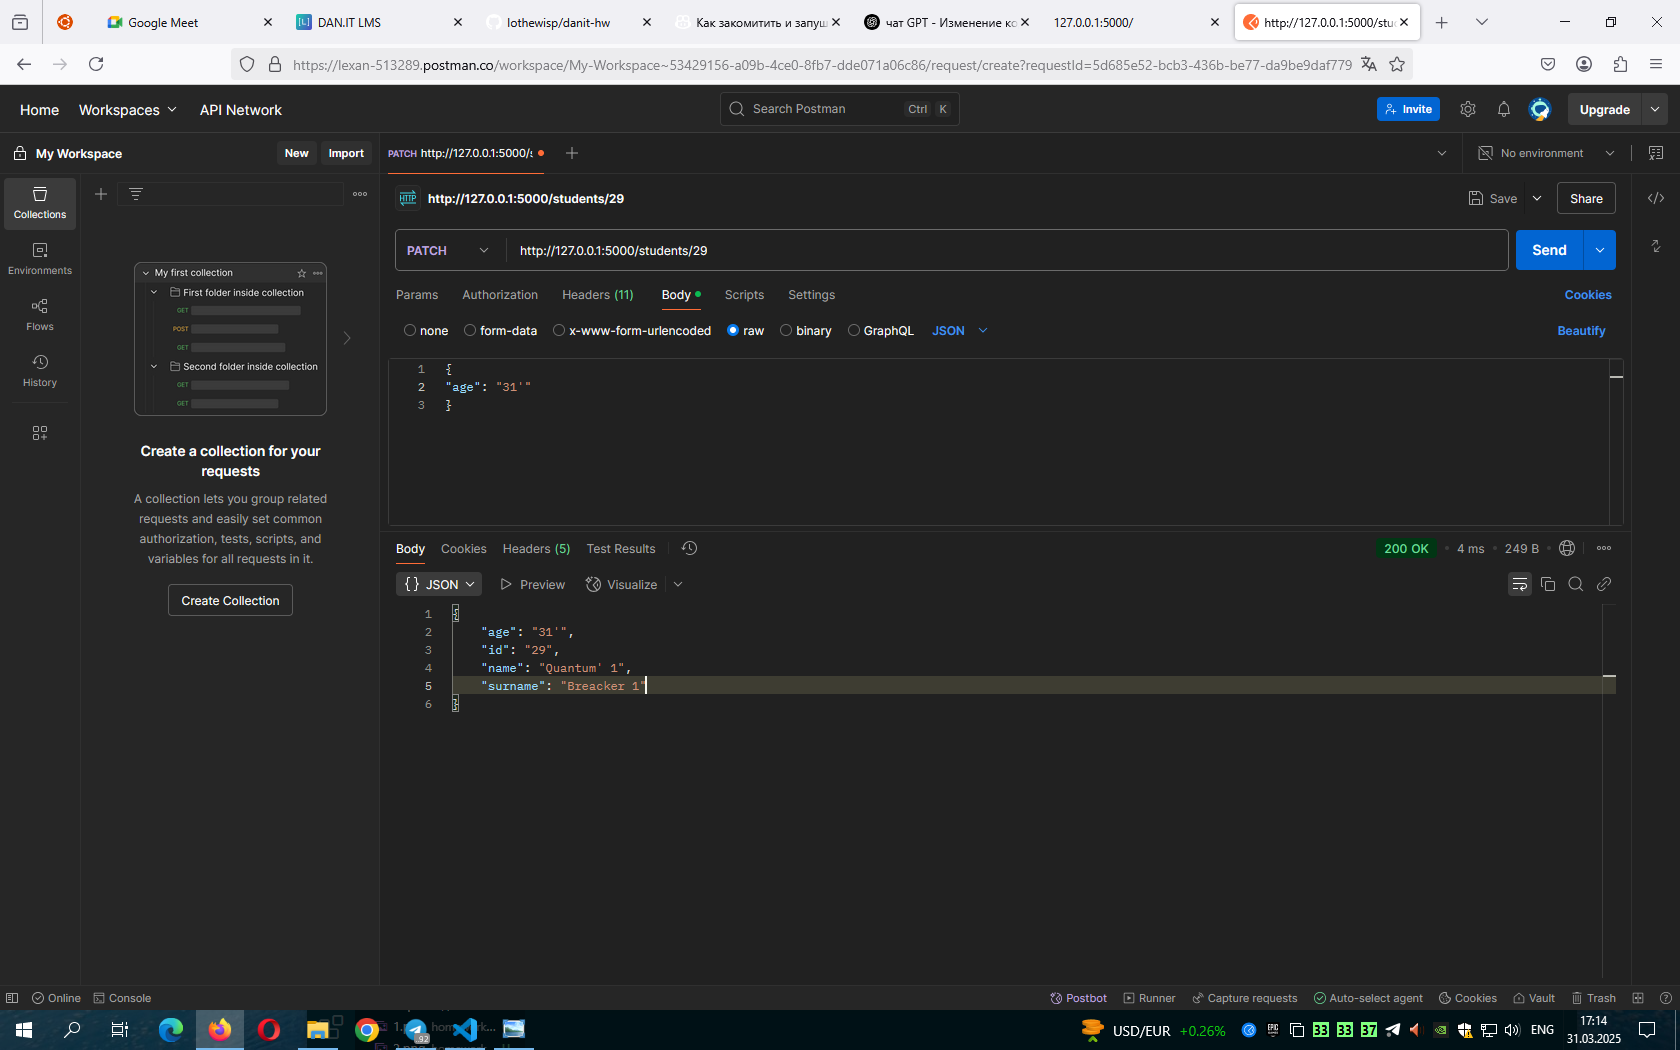 Google Meet
DAN.IT LMS
lothewisp/danit-hw
Как закомитить и запуш
чат GPT - Изменение ко
127.0.0.1:5000/
http://127.0.0.1:5000/stud
https://lexan-513289.postman.co/workspace/My-Workspace~53429156-a09b-4ce0-8fb7-dde071a06c86/request/create?requestId=5d685e52-bcb3-436b-be77-da9be9daf779
Home
Workspaces
API Network
Search Postman
Ctrl
K
Invite
Upgrade
My Workspace
New
Import
PATCH http://127.0.0.1:5000/s
No environment
Collections
Environments
Flows
History
My first collection
First folder inside collection
GET
POST
GET
Second folder inside collection
GET
GET
Create a collection for your
requests
A collection lets you group related
requests and easily set common
authorization, tests, scripts, and
variables for all requests in it.
Create Collection
HTTP
http://127.0.0.1:5000/students/29
Save
Share
PATCH
http://127.0.0.1:5000/students/29
Send
Params
Authorization
Headers (11)
Body
Scripts
Settings
Cookies
none
form-data
x-www-form-urlencoded
raw
binary
GraphQL
JSON
Beautify
1 {
2 "age": "31'"
3 }
Body
Cookies
Headers (5)
Test Results
200 OK
4 ms
249 B
{} JSON
Preview
Visualize
1 {
2 "age": "31'",
3 "id": "29",
4 "name": "Quantum' 1",
5 "surname": "Breacker 1"
6 }
Online
Console
Postbot
Runner
Capture requests
Auto-select agent
Cookies
Vault
Trash
92
USD/EUR +0.26%
EPIC
33
33
37
ENG
17:14
31.03.2025